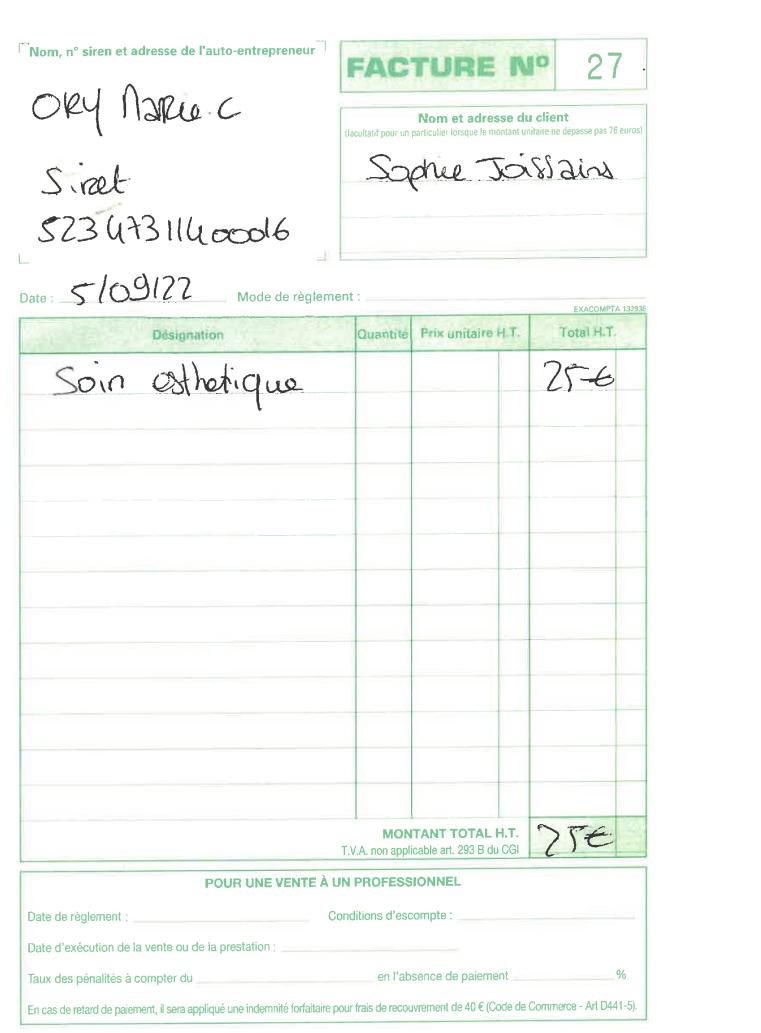 Nom, n° siren et adresse de l'auto-entrepreneur
ORY Marie.C
Siret
523 473 114 00016
FACTURE N° 27
Nom et adresse du client
(facultatif pour un particulier lorsque le montant unitaire ne dépasse pas 76 euros)
Sophie Joissains
Date : 5/09/22 Mode de règlement :
EXACOMPTA 13293E
Désignation Quantité Prix unitaire H.T. Total H.T.
Soin esthetique 25€
MONTANT TOTAL H.T. 25€
T.V.A. non applicable art. 293 B du CGI
POUR UNE VENTE À UN PROFESSIONNEL
Date de règlement : Conditions d'escompte :
Date d'exécution de la vente ou de la prestation :
Taux des pénalités à compter du en l'absence de paiement %
En cas de retard de paiement, il sera appliqué une indemnité forfaitaire pour frais de recouvrement de 40 € (Code de Commerce - Art D441-5).